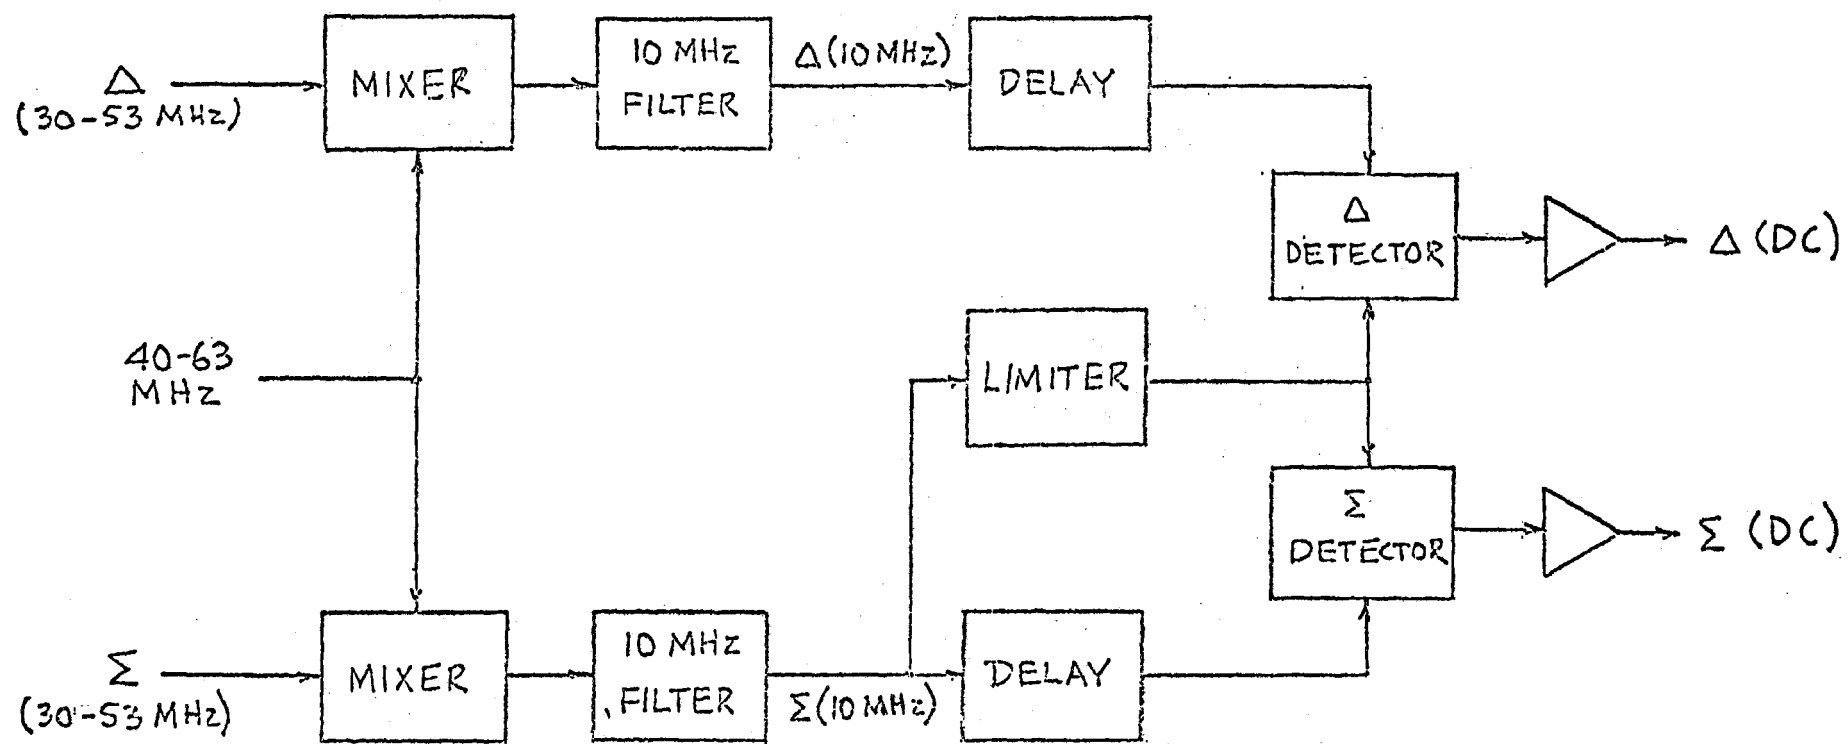 Δ
(30-53 MHz)
MIXER
10 MHz
FILTER
Δ(10 MHz)
DELAY
Δ
DETECTOR
Δ (DC)
40-63
MHz
LIMITER
Σ
DETECTOR
Σ (DC)
Σ
(30-53 MHz)
MIXER
10 MHz
FILTER
Σ(10 MHz)
DELAY